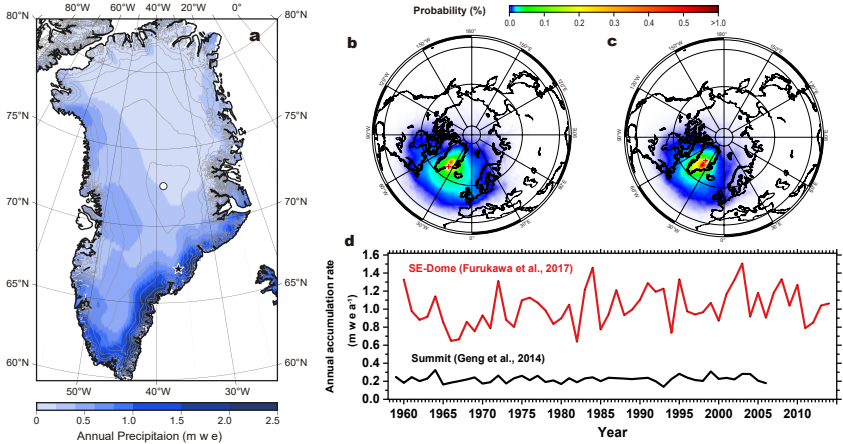 Probability (%)
0.0 0.1 0.2 0.3 0.4 0.5 >1.0
80°W 60°W 40°W 20°W 0°
80°N 80°N
a
75°N 75°N
70°N 70°N
65°N 65°N
60°N 60°N
50°W 40°W 30°W
0 0.5 1.0 1.5 2.0 2.5
Annual Precipitaion (m w e)
b
180°
0°
c
180°
0°
d
Annual accumulation rate
(m w e a⁻¹)
1.6
1.4
1.2
1.0
0.8
0.6
0.4
0.2
0.0
SE-Dome (Furukawa et al., 2017)
Summit (Geng et al., 2014)
1960 1965 1970 1975 1980 1985 1990 1995 2000 2005 2010
Year